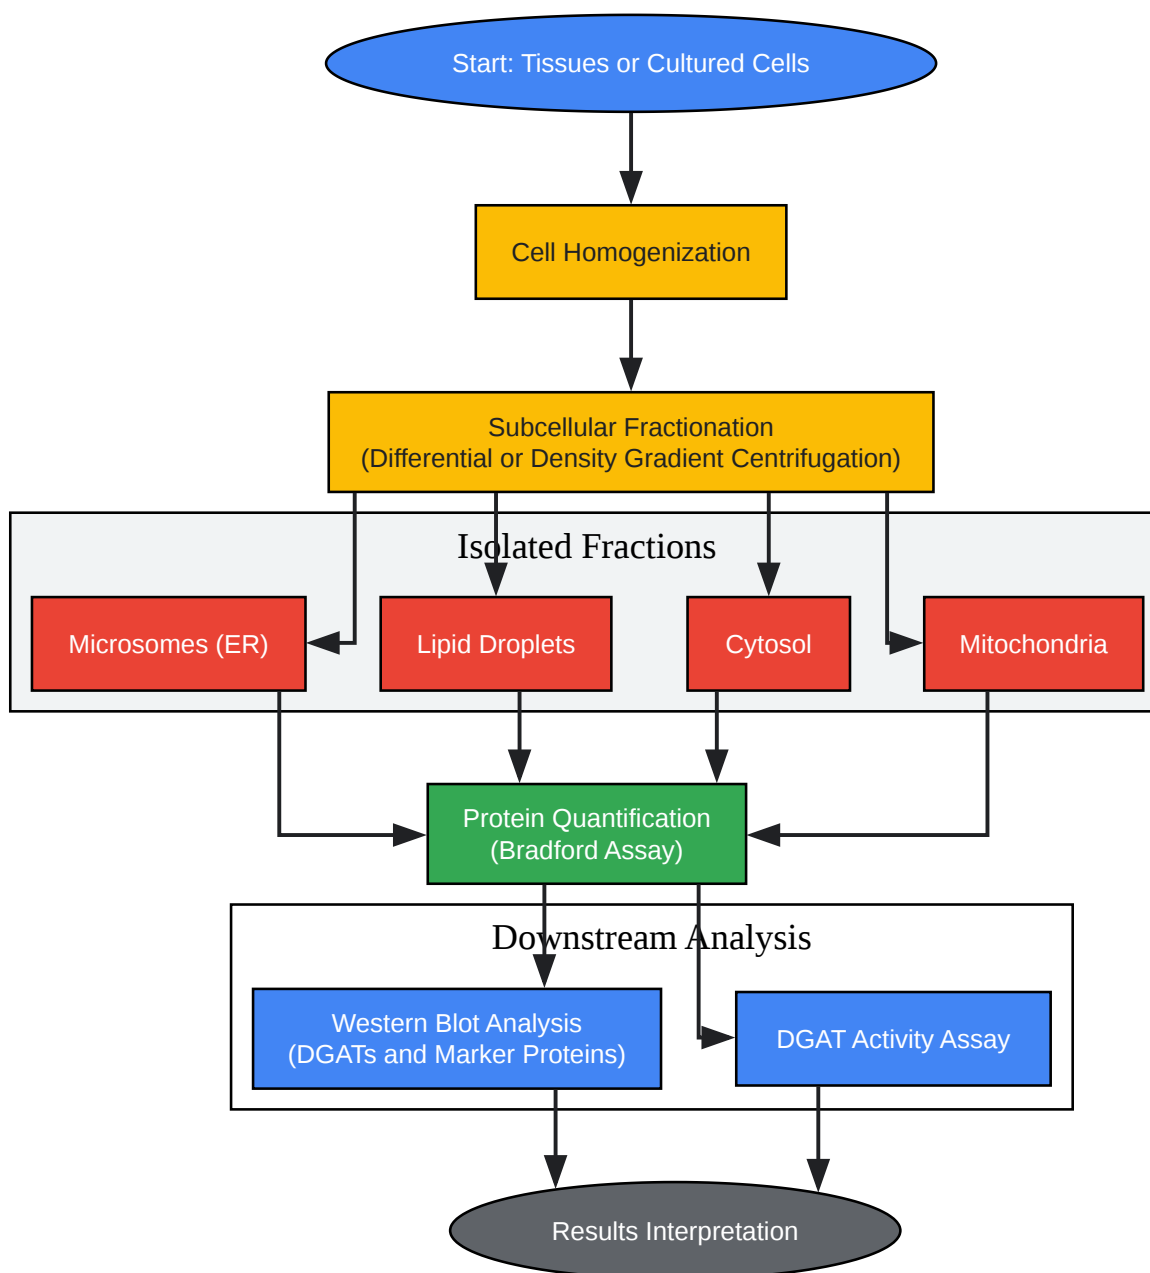 Start: Tissues or Cultured Cells
Cell Homogenization
Subcellular Fractionation
(Differential or Density Gradient Centrifugation)
Isolated Fractions
Microsomes (ER)
Lipid Droplets
Cytosol
Mitochondria
Protein Quantification
(Bradford Assay)
Downstream Analysis
Western Blot Analysis
(DGATs and Marker Proteins)
DGAT Activity Assay
Results Interpretation